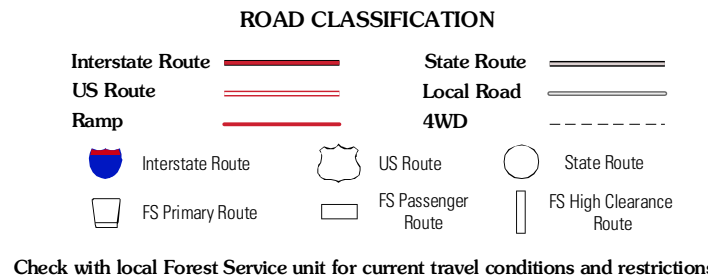 ROAD CLASSIFICATION
Interstate Route
State Route
US Route
Local Road
Ramp
4WD
Interstate Route
US Route
State Route
FS Primary Route
FS Passenger
Route
FS High Clearance
Route
Check with local Forest Service unit for current travel conditions and restrictions